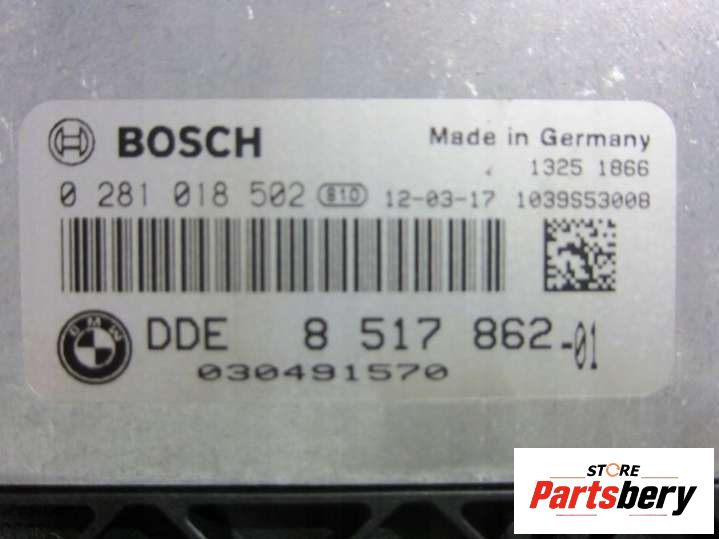 BOSCH Made in Germany
1325 1866
0 281 018 502 810 12-03-17 1039S53008
BMW DDE 8 517 862-01
030491570
STORE
Partsbery